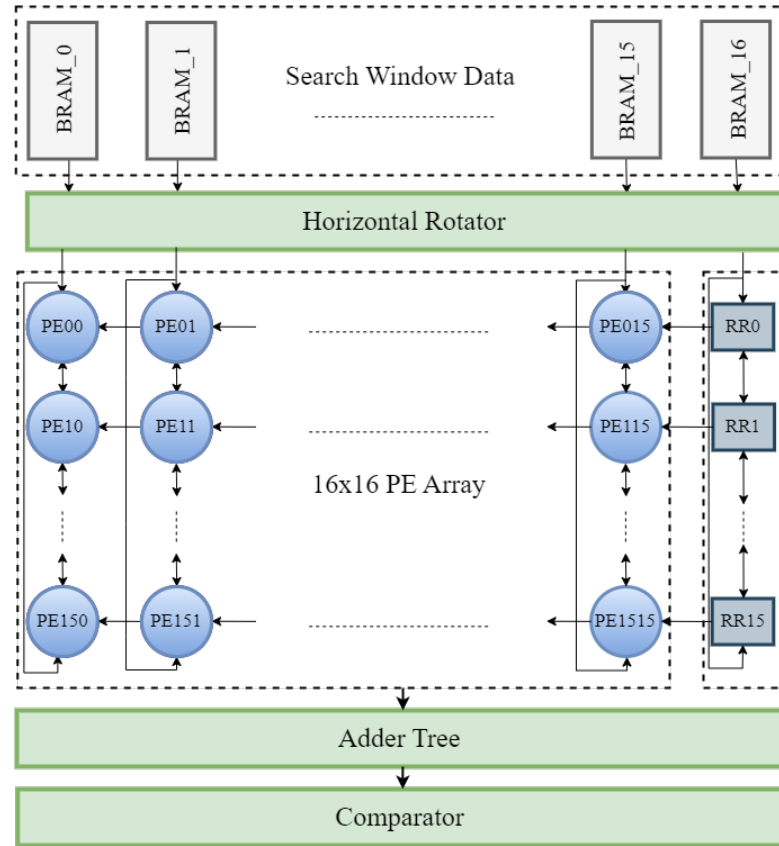 BRAM_0
BRAM_1
Search Window Data
BRAM_15
BRAM_16
Horizontal Rotator
PE00
PE01
PE015
RR0
PE10
PE11
PE115
RR1
16x16 PE Array
PE150
PE151
PE1515
RR15
Adder Tree
Comparator